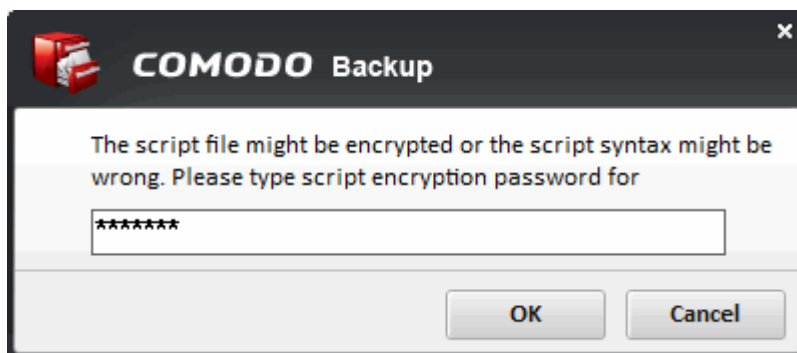 COMODO Backup
The script file might be encrypted or the script syntax might be
wrong. Please type script encryption password for
*******
OK Cancel